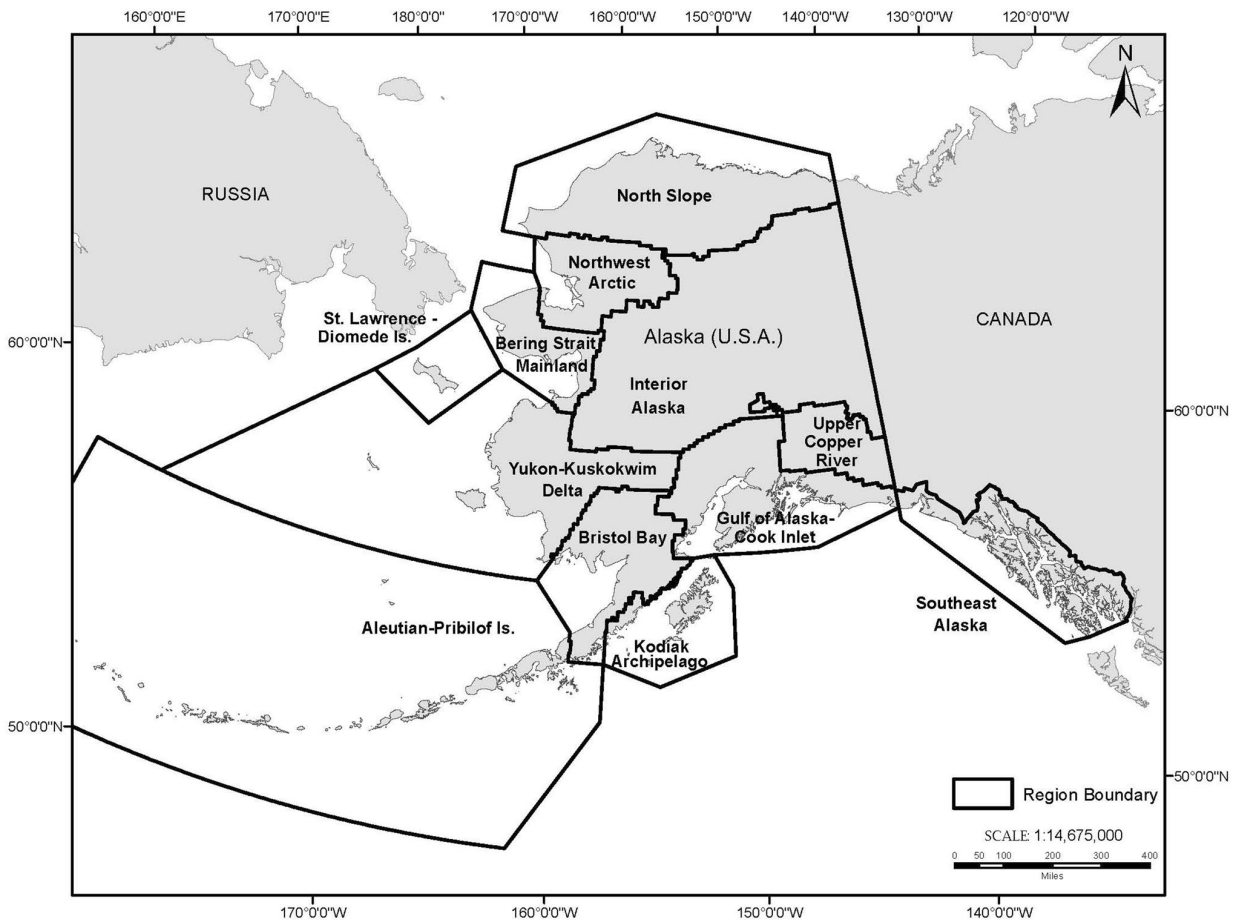 160°0'0"E 170°0'0"E 180°0'0" 170°0'0"W 160°0'0"W 150°0'0"W 140°0'0"W 130°0'0"W 120°0'0"W
N
RUSSIA
North Slope
Northwest
Arctic
St. Lawrence -
Diomede Is.
CANADA
Alaska (U.S.A.)
60°0'0"N
Bering Strait
Mainland
Interior
Alaska
60°0'0"N
Upper
Copper
River
Yukon-Kuskokwim
Delta
Gulf of Alaska-
Cook Inlet
Bristol Bay
Southeast
Alaska
Aleutian-Pribilof Is.
Kodiak
Archipelago
50°0'0"N
50°0'0"N
Region Boundary
SCALE: 1:14,675,000
0 50 100 200 300 400
Miles
170°0'0"W 160°0'0"W 150°0'0"W 140°0'0"W